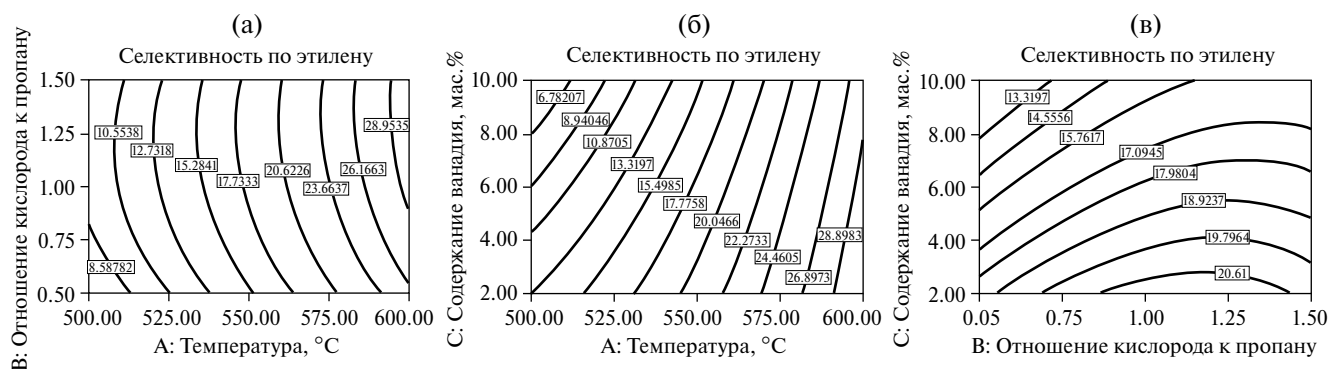 (а)
Селективность по этилену
B: Отношение кислорода к пропану
1.50
1.25
1.00
0.75
0.50
10.5538
12.7318
15.2841
17.7333
20.6226
23.6637
26.1663
28.9535
8.58782
500.00 525.00 550.00 575.00 600.00
A: Температура, °C
(б)
Селективность по этилену
C: Содержание ванадия, мас.%
10.00
8.00
6.00
4.00
2.00
6.78207
8.94046
10.8705
13.3197
15.4985
17.7758
20.0466
22.2733
24.4605
26.8973
28.8983
500.00 525.00 550.00 575.00 600.00
A: Температура, °C
(в)
Селективность по этилену
C: Содержание ванадия, мас.%
10.00
8.00
6.00
4.00
2.00
13.3197
14.5556
15.7617
17.0945
17.9804
18.9237
19.7964
20.61
0.05 0.75 1.00 1.25 1.50
B: Отношение кислорода к пропану